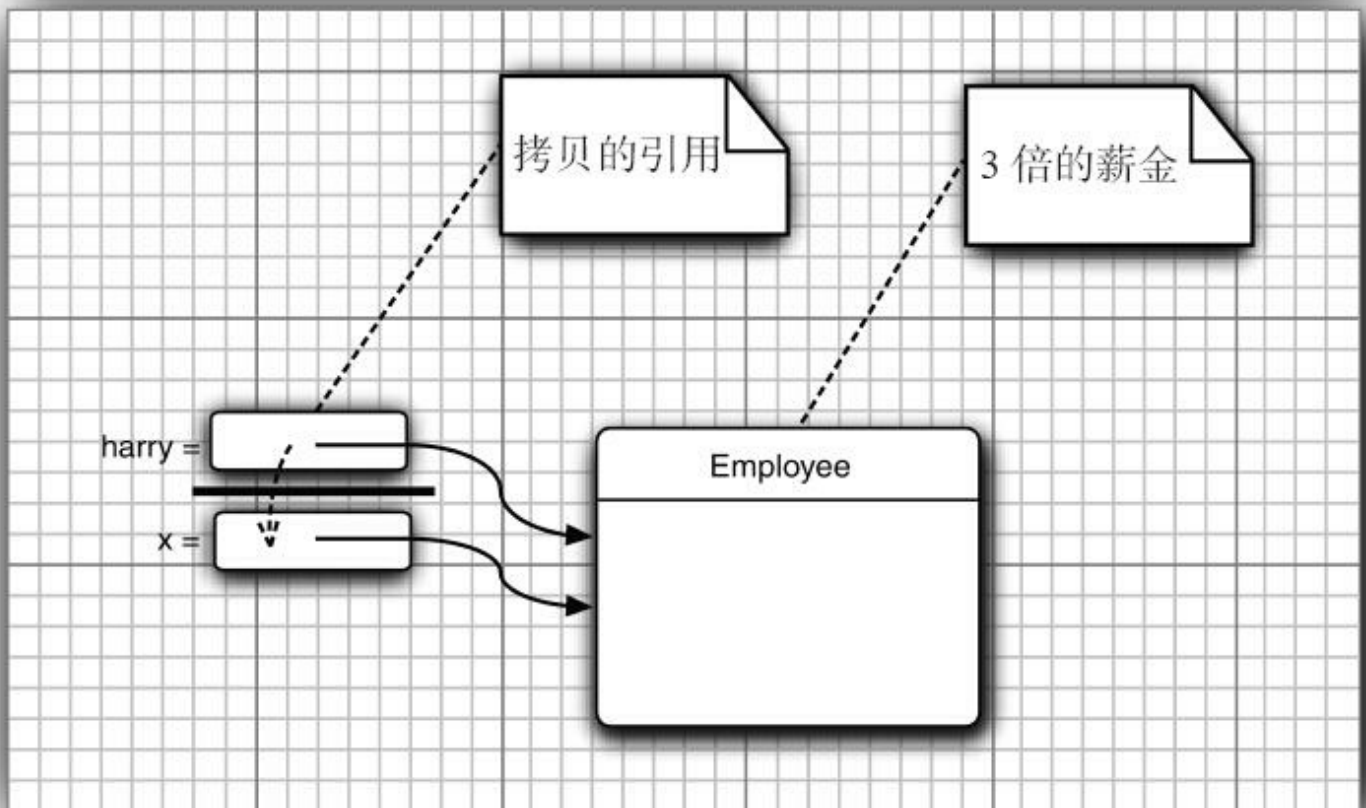 拷贝的引用
3 倍的薪金
harry =
Employee
x =